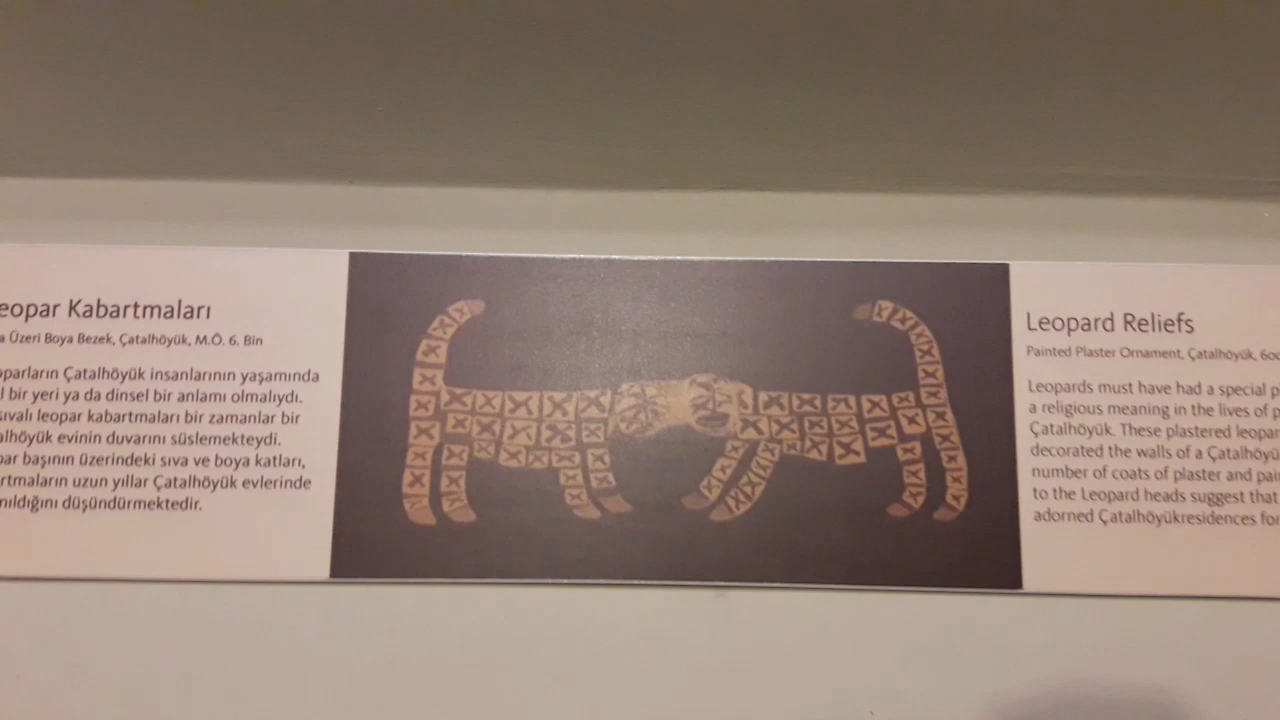 eopar Kabartmaları
Üzeri Boya Bezek, Çatalhöyük, M.Ö. 6. Bin
parların Çatalhöyük insanlarının yaşamında
bir yeri ya da dinsel bir anlamı olmalıydı.
sıvalı leopar kabartmaları bir zamanlar bir
alhöyük evinin duvarını süslemekteydi.
par başının üzerindeki sıva ve boya katları,
rtmaların uzun yıllar Çatalhöyük evlerinde
nıldığını düşündürmektedir.
Leopard Reliefs
Painted Plaster Ornament, Çatalhöyük, 600
Leopards must have had a special p
a religious meaning in the lives of p
Çatalhöyük. These plastered leopar
decorated the walls of a Çatalhöyü
number of coats of plaster and pai
to the Leopard heads suggest that
adorned Çatalhöyükresidences for